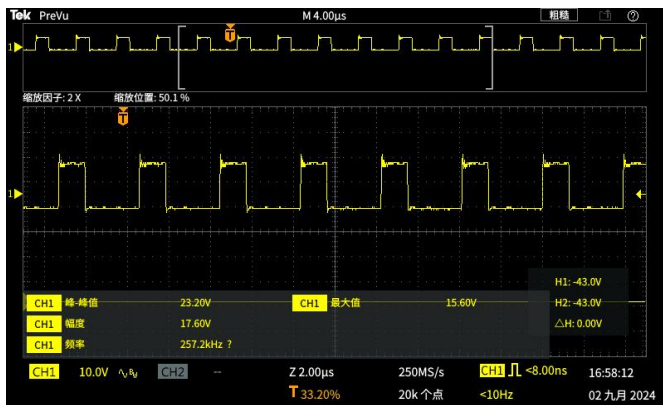 Tek PreVu M 4.00µs 粗糙 ?
T
1
缩放因子: 2 X 缩放位置: 50.1 %
T
1
H1: -43.0V
CH1 峰-峰值 23.20V CH1 最大值 15.60V H2: -43.0V
CH1 幅度 17.60V △H: 0.00V
CH1 频率 257.2kHz ?
CH1 10.0V CH2 -- Z 2.00µs 250MS/s CH1 <8.00ns 16:58:12
T 33.20% 20k 个点 <10Hz 02 九月 2024